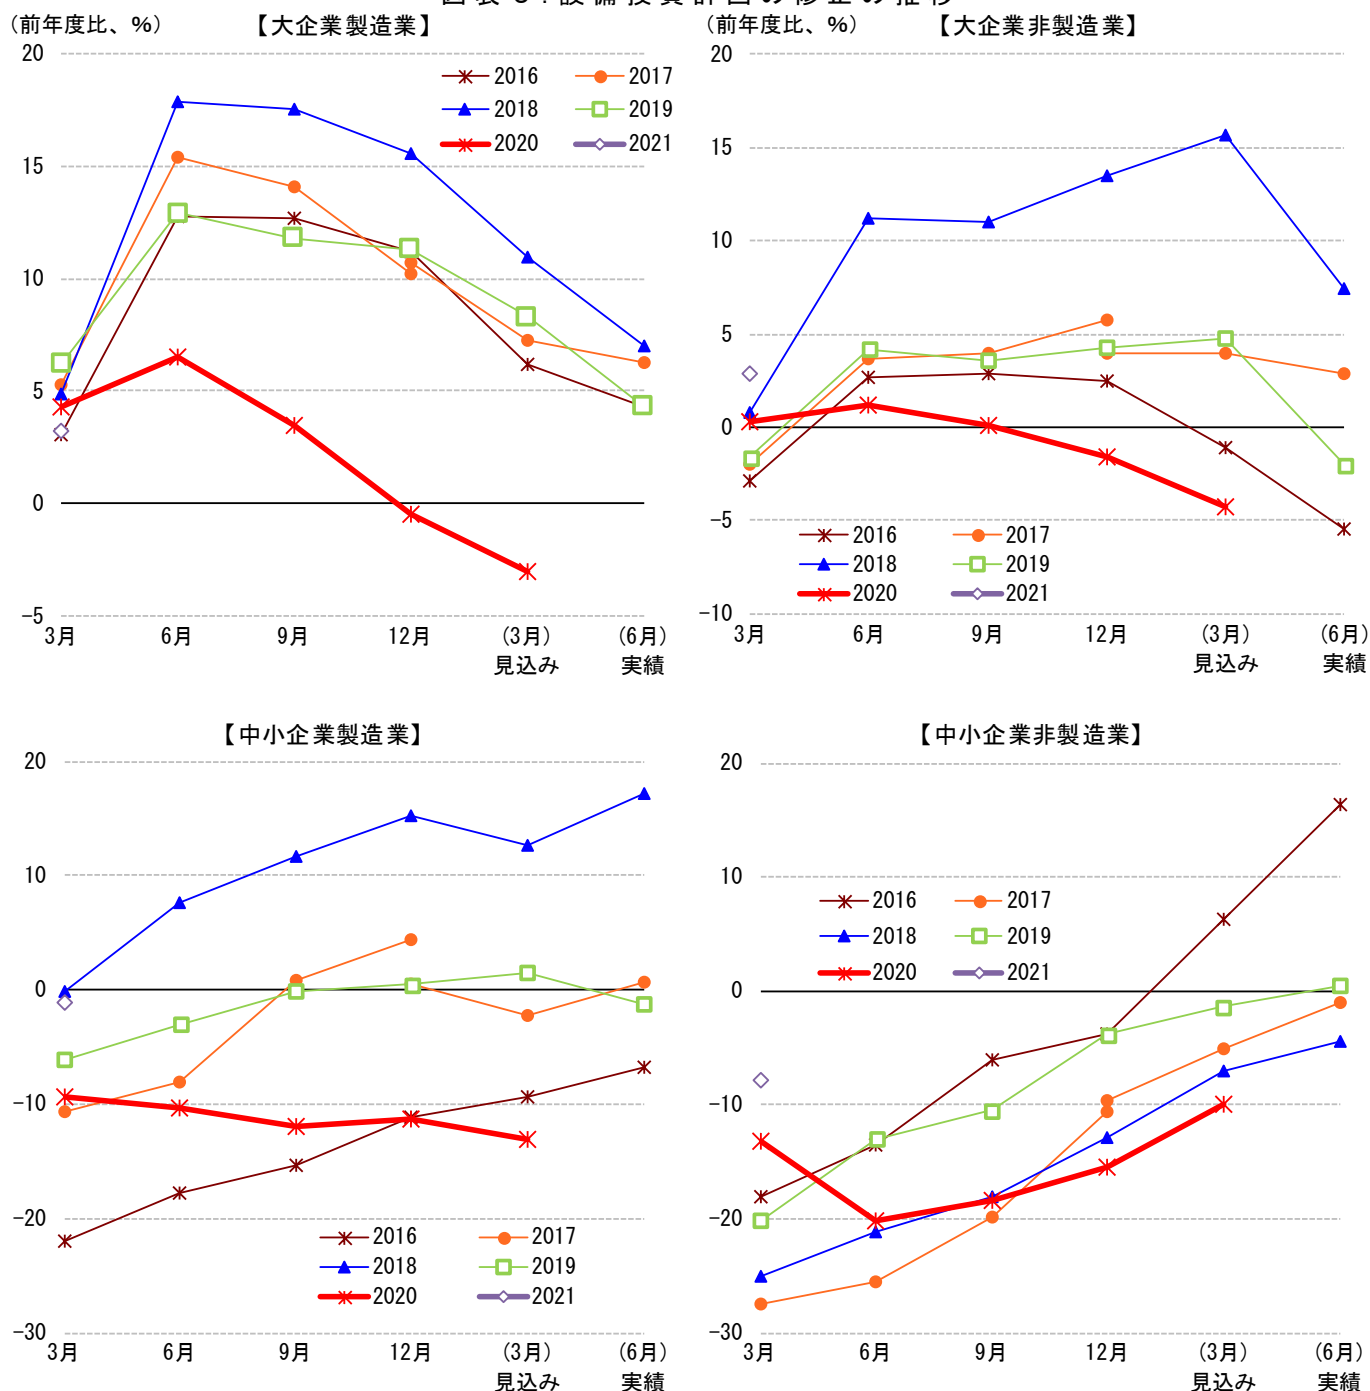 (前年度比、%)
【大企業製造業】
20
15
10
5
0
-5
2016
2017
2018
2019
2020
2021
3月
6月
9月
12月
(3月)
見込み
(6月)
実績
(前年度比、%)
【大企業非製造業】
20
15
10
5
0
-5
-10
2016
2017
2018
2019
2020
2021
3月
6月
9月
12月
(3月)
見込み
(6月)
実績
【中小企業製造業】
20
10
0
-10
-20
-30
2016
2017
2018
2019
2020
2021
3月
6月
9月
12月
(3月)
見込み
(6月)
実績
【中小企業非製造業】
20
10
0
-10
-20
-30
2016
2017
2018
2019
2020
2021
3月
6月
9月
12月
(3月)
見込み
(6月)
実績